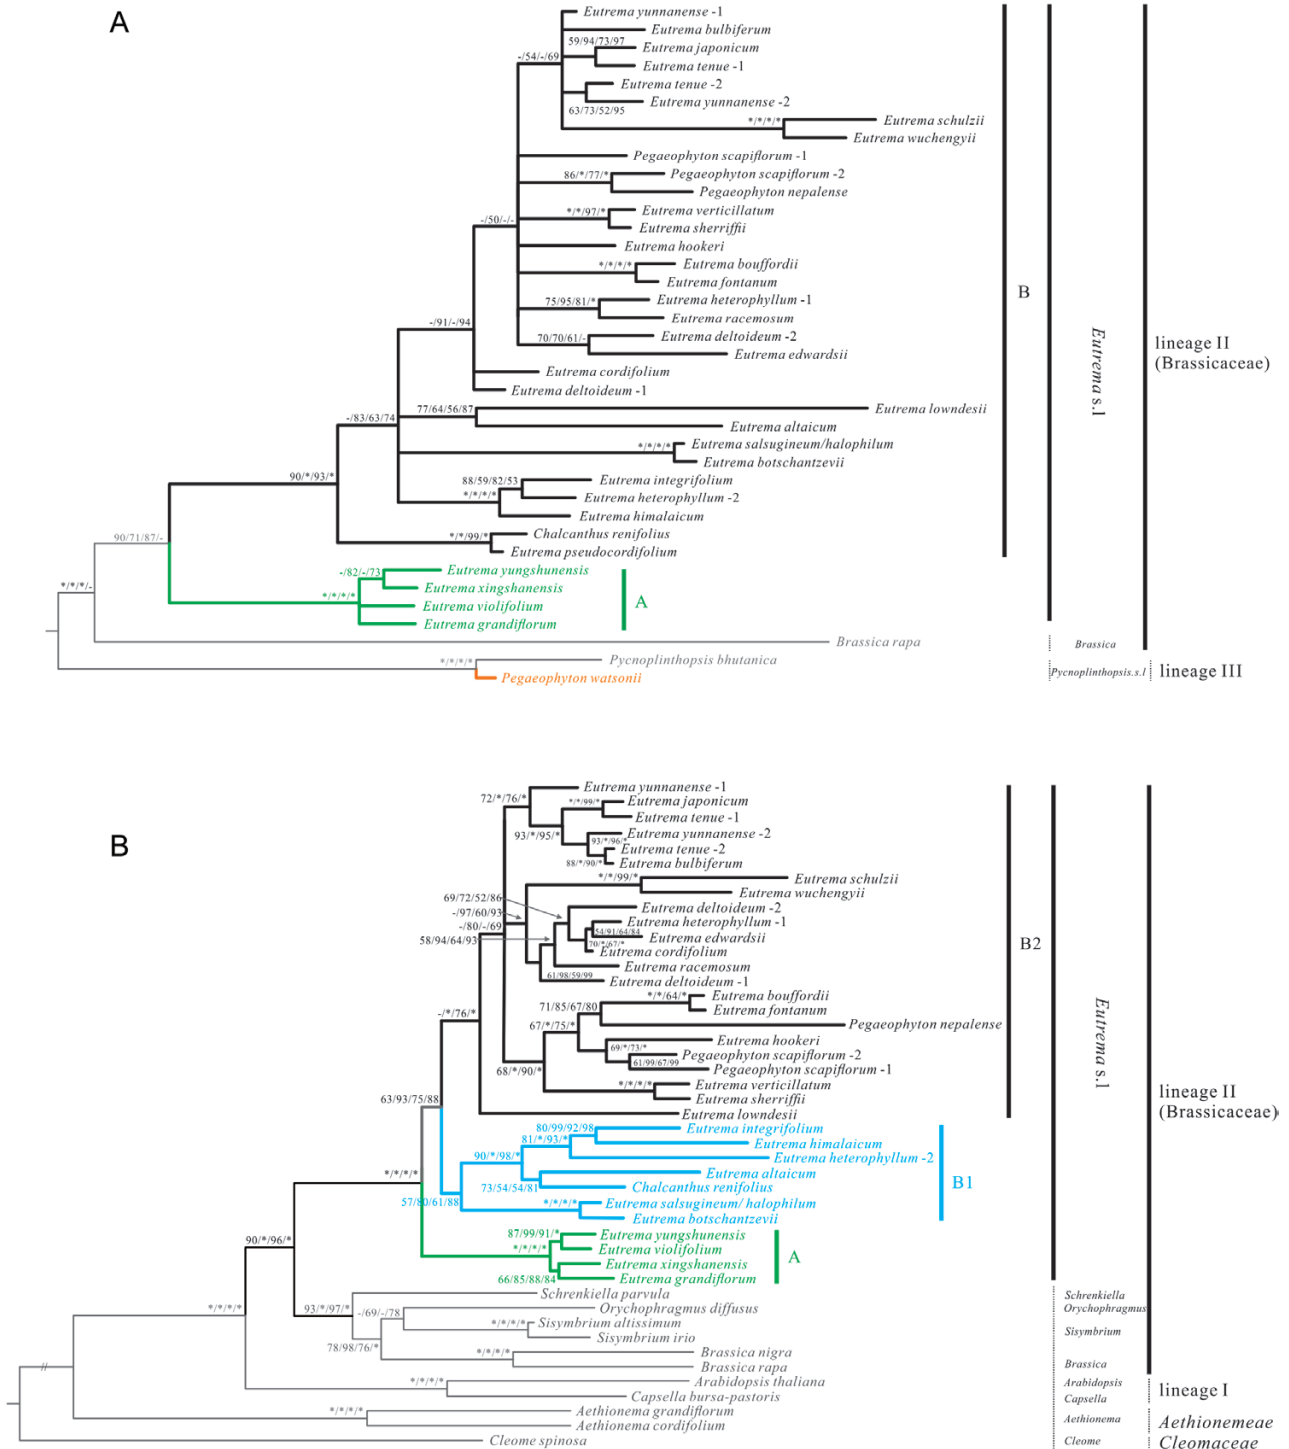 A
Eutrema yunnanense -1
Eutrema bulbiferum
59/94/73/97
Eutrema japonicum
-/54/-/69
Eutrema tenue -1
Eutrema tenue -2
Eutrema yunnanense -2
63/73/52/95
*/*/*/*
Eutrema schulzii
Eutrema wuchengyii
Pegaeophyton scapiflorum -1
86/*/77/*
Pegaeophyton scapiflorum -2
Pegaeophyton nepalense
*/*/97/*
Eutrema verticillatum
-/50/-/-
Eutrema sherriffii
Eutrema hookeri
*/*/*/*
Eutrema bouffordii
Eutrema fontanum
B
75/95/81/*
Eutrema heterophyllum -1
Eutrema racemosum
-/91/-/94
70/70/61/-
Eutrema deltoideum -2
Eutrema edwardsii
Eutrema s.l
lineage II
(Brassicaceae)
Eutrema cordifolium
Eutrema deltoideum -1
77/64/56/87
Eutrema lowndesii
-/83/63/74
Eutrema altaicum
*/*/*/*
Eutrema salsugineum/halophilum
Eutrema botschantzevii
90/*/93/*
88/59/82/53
Eutrema integrifolium
*/*/*/*
Eutrema heterophyllum -2
Eutrema himalaicum
*/*/99/*
Chalcanthus renifolius
90/71/87/-
Eutrema pseudocordifolium
-/82/-/73
Eutrema yungshunensis
*/*/*/-
*/*/*/*
Eutrema xingshanensis
Eutrema violifolium
A
Eutrema grandiflorum
Brassica rapa
Brassica
*/*/*/*
Pycnoplinthopsis bhutanica
Pegaeophyton watsonii
Pycnoplinthopsis.s.l
lineage III
B
Eutrema yunnanense -1
72/*/76/*
*/*/99/*
Eutrema japonicum
Eutrema tenue -1
93/*/95/*
Eutrema yunnanense -2
93/*/96/*
Eutrema tenue -2
88/*/90/*
Eutrema bulbiferum
*/*/99/*
Eutrema schulzii
Eutrema wuchengyii
69/72/52/86
Eutrema deltoideum -2
-/97/60/93
Eutrema heterophyllum -1
-/80/-/69
54/91/64/84
58/94/64/93
Eutrema edwardsii
70/*/67/*
B2
Eutrema cordifolium
Eutrema racemosum
61/98/59/99
Eutrema deltoideum -1
*/*/64/*
Eutrema bouffordii
71/85/67/80
Eutrema fontanum
-/*/76/*
67/*/75/*
Pegaeophyton nepalense
Eutrema hookeri
69/*/73/*
Pegaeophyton scapiflorum -2
61/99/67/99
68/*/90/*
Pegaeophyton scapiflorum -1
*/*/*/*
Eutrema verticillatum
Eutrema sherriffii
63/93/75/88
Eutrema lowndesii
Eutrema s.l
lineage II
(Brassicaceae)
80/99/92/98
Eutrema integrifolium
81/*/93/*
Eutrema himalaicum
90/*/98/*
Eutrema heterophyllum -2
*/*/*/*
Eutrema altaicum
73/54/54/81
Chalcanthus renifolius
B1
57/80/61/88
*/*/*/*
Eutrema salsugineum/ halophilum
Eutrema botschantzevii
87/99/91/*
Eutrema yungshunensis
90/*/96/*
*/*/*/*
Eutrema violifolium
A
Eutrema xingshanensis
66/85/88/84
Eutrema grandiflorum
Schrenkiella parvula
Schrenkiella
*/*/*/*
93/*/97/*
-/69/-/78
Orychophragmus diffusus
Orychophragmus
*/*/*/*
Sisymbrium altissimum
Sisymbrium irio
Sisymbrium
78/98/76/*
*/*/*/*
Brassica nigra
Brassica rapa
Brassica
*/*/*/*
Arabidopsis thaliana
Arabidopsis
lineage I
Capsella bursa-pastoris
Capsella
*/*/*/*
Aethionema grandiflorum
Aethionema
Aethionemeae
Aethionema cordifolium
Cleome spinosa
Cleome
Cleomaceae